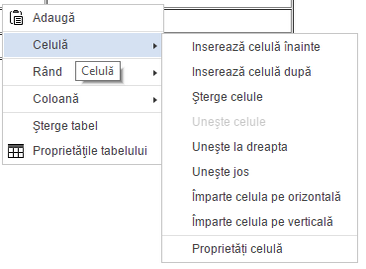 Adaugă
Celulă
Rând
Celulă
Coloană
Şterge tabel
Proprietăţile tabelului
Inserează celulă înainte
Inserează celulă după
Şterge celule
Uneşte celule
Uneşte la dreapta
Uneşte jos
Împarte celula pe orizontală
Împarte celula pe verticală
Proprietăți celulă